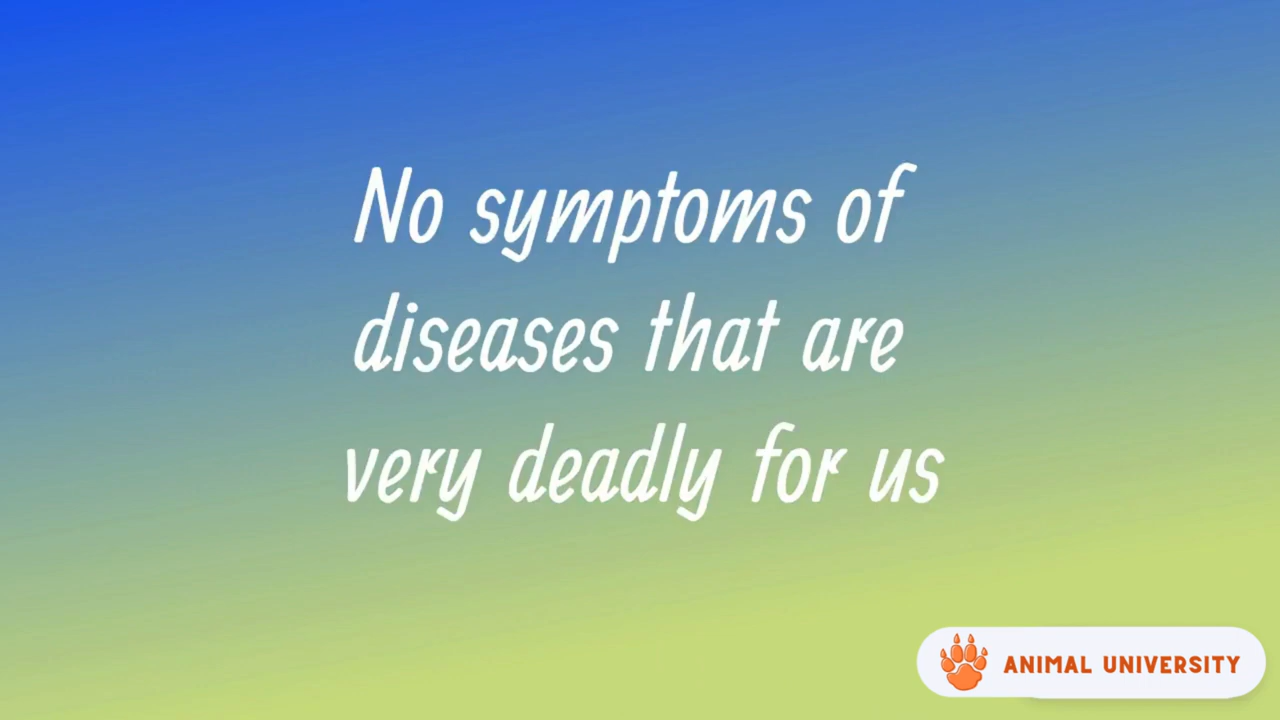 No symptoms of
diseases that are
very deadly for us
ANIMAL UNIVERSITY